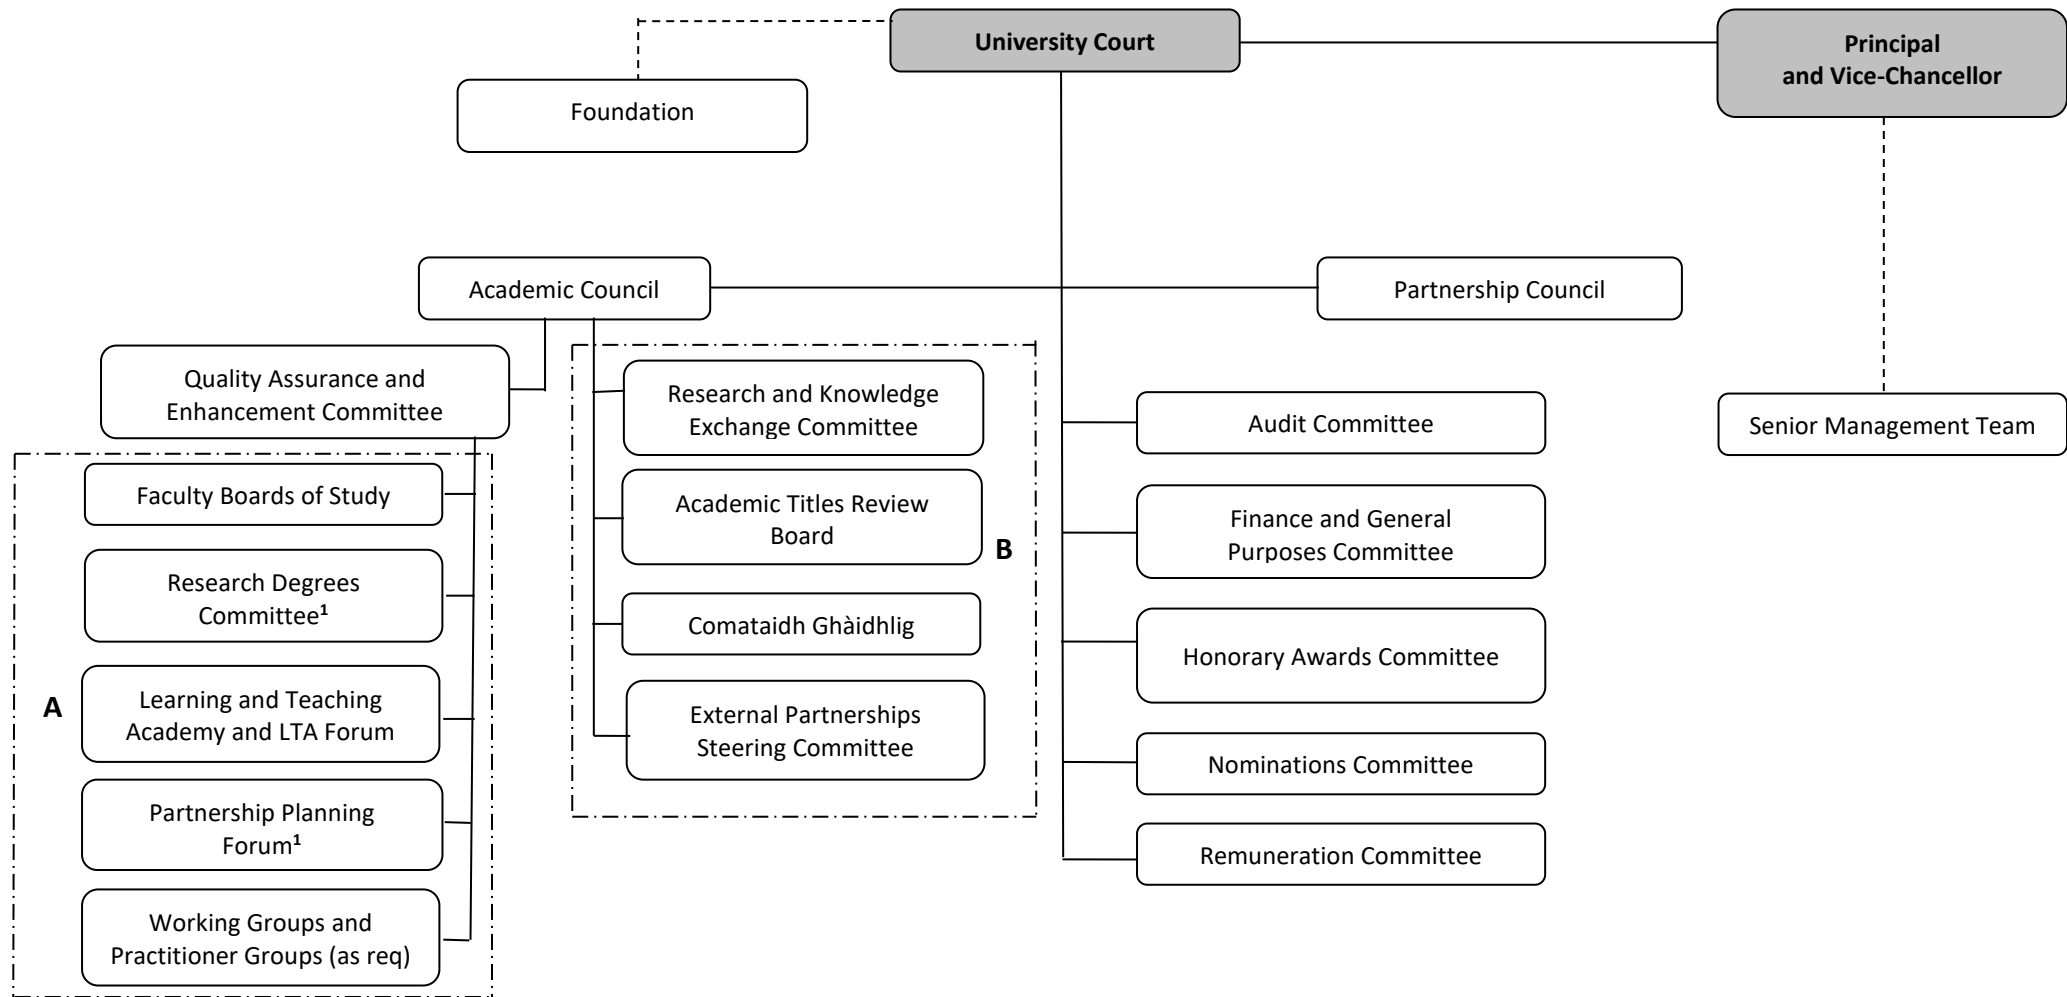 University Court
Principal
and Vice-Chancellor
Foundation
Academic Council
Partnership Council
Quality Assurance and
Enhancement Committee
Faculty Boards of Study
Research Degrees
Committee¹
A
Learning and Teaching
Academy and LTA Forum
Partnership Planning
Forum¹
Working Groups and
Practitioner Groups (as req)
Research and Knowledge
Exchange Committee
Academic Titles Review
Board
B
Comataidh Ghàidhlig
External Partnerships
Steering Committee
Audit Committee
Finance and General
Purposes Committee
Honorary Awards Committee
Nominations Committee
Remuneration Committee
Senior Management Team